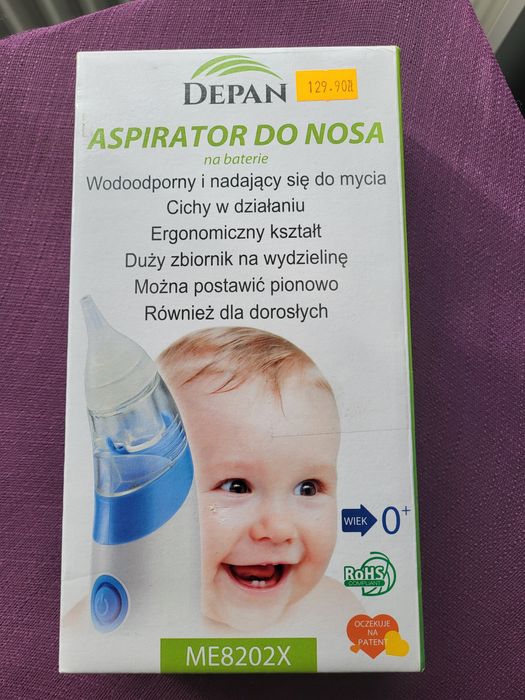 DEPAN
129.90ZŁ
ASPIRATOR DO NOSA
na baterie
Wodoodporny i nadający się do mycia
Cichy w działaniu
Ergonomiczny kształt
Duży zbiornik na wydzielinę
Można postawić pionowo
Również dla dorosłych
WIEK 0+
RoHS
COMPLIANT
OCZEKUJE
NA
PATENT
ME8202X